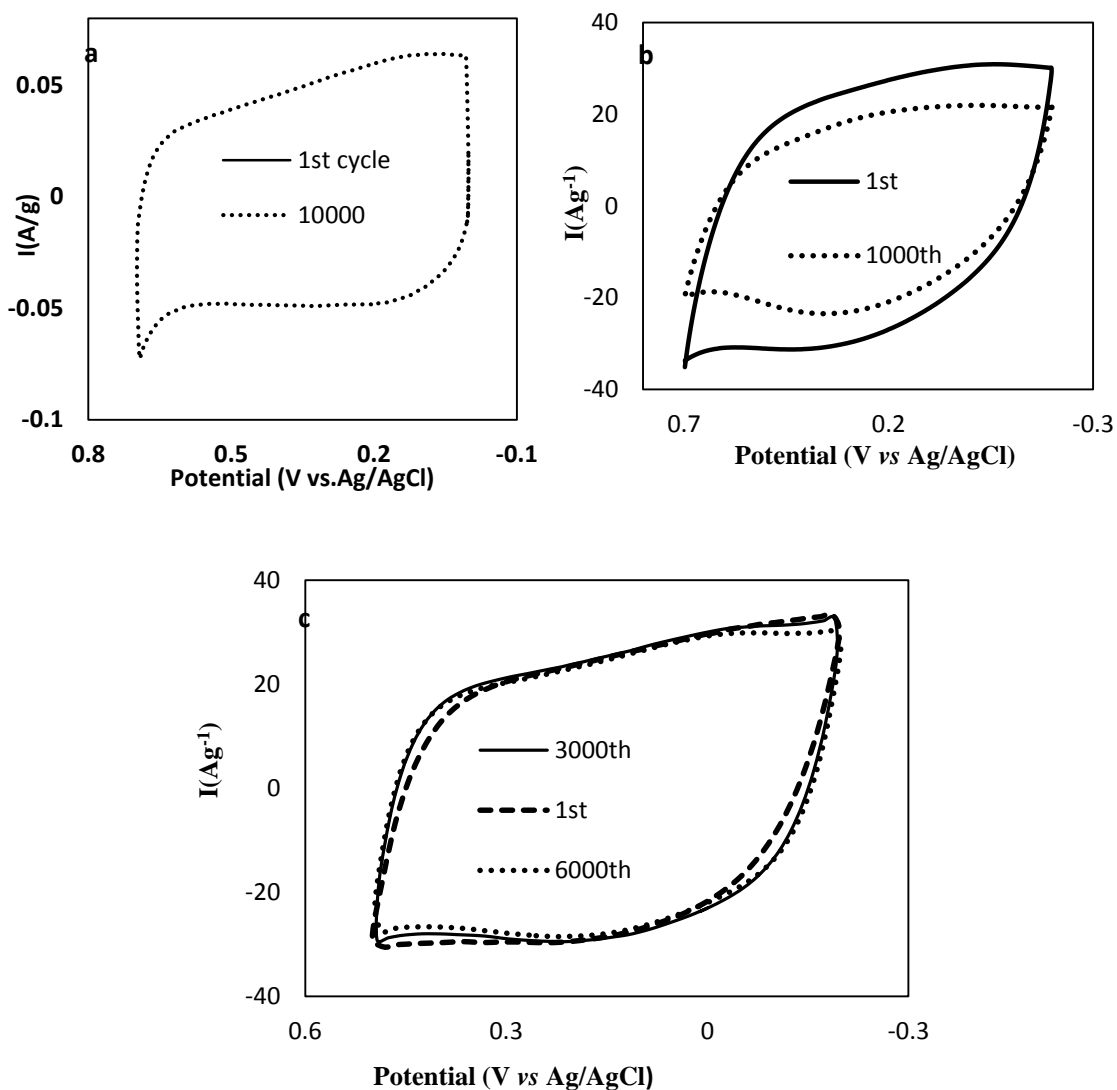 a
0.05
0
-0.05
-0.1
I(A/g)
1st cycle
10000
0.8 0.5 0.2 -0.1
Potential (V vs.Ag/AgCl)
b
40
20
0
-20
-40
I(Ag-1)
1st
1000th
0.7 0.2 -0.3
Potential (V vs Ag/AgCl)
c
40
20
0
-20
-40
I(Ag-1)
3000th
1st
6000th
0.6 0.3 0 -0.3
Potential (V vs Ag/AgCl)